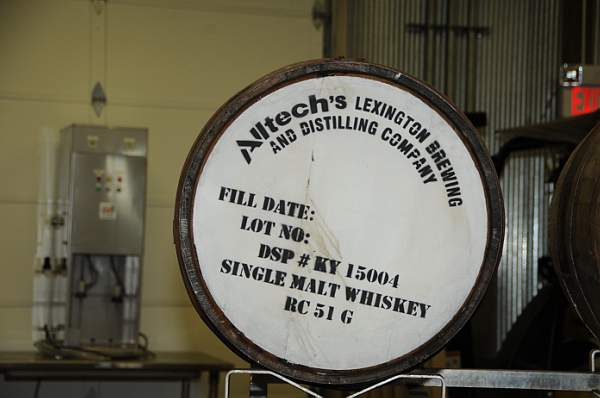 Alltech's LEXINGTON BREWING
AND DISTILLING COMPANY
FILL DATE:
LOT NO:
DSP # KY 15004
SINGLE MALT WHISKEY
RC 51 G